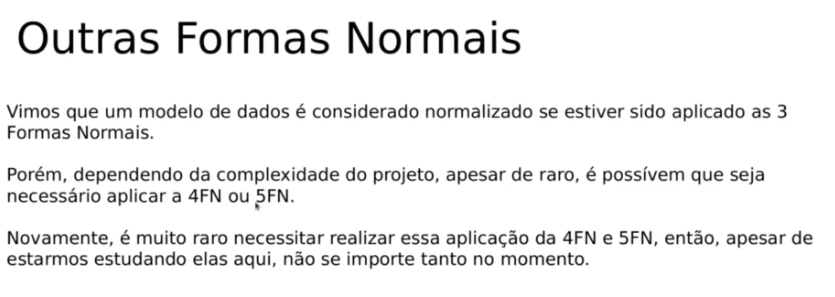 Outras Formas Normais
Vimos que um modelo de dados é considerado normalizado se estiver sido aplicado as 3
Formas Normais.
Porém, dependendo da complexidade do projeto, apesar de raro, é possívem que seja
necessário aplicar a 4FN ou 5FN.
Novamente, é muito raro necessitar realizar essa aplicação da 4FN e 5FN, então, apesar de
estarmos estudando elas aqui, não se importe tanto no momento.